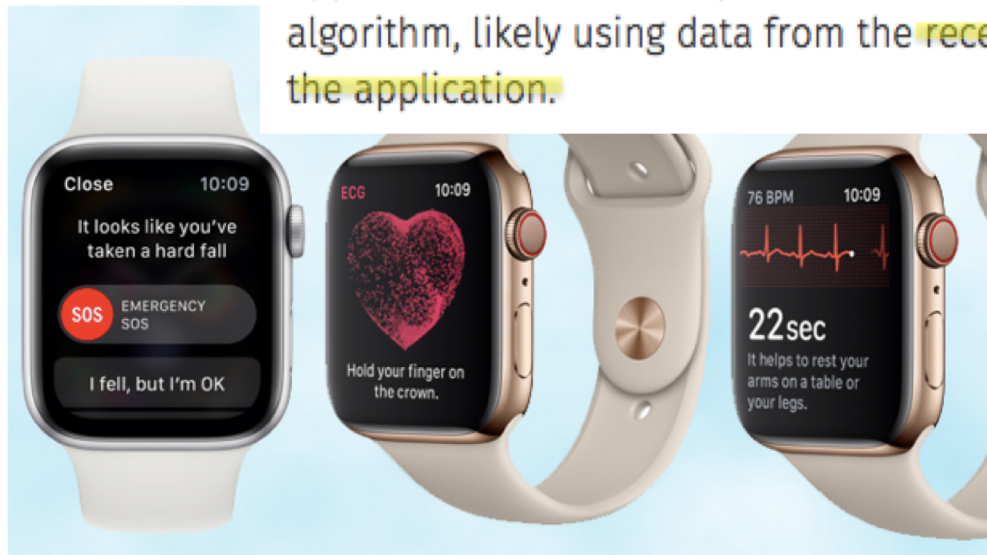 algorithm, likely using data from the
the application.
Close 10:09
It looks like you've
taken a hard fall
SOS
EMERGENCY
SOS
I fell, but I'm OK
ECG 10:09
Hold your finger on
the crown.
76 BPM 10:09
22 sec
It helps to rest your
arms on a table or
your legs.